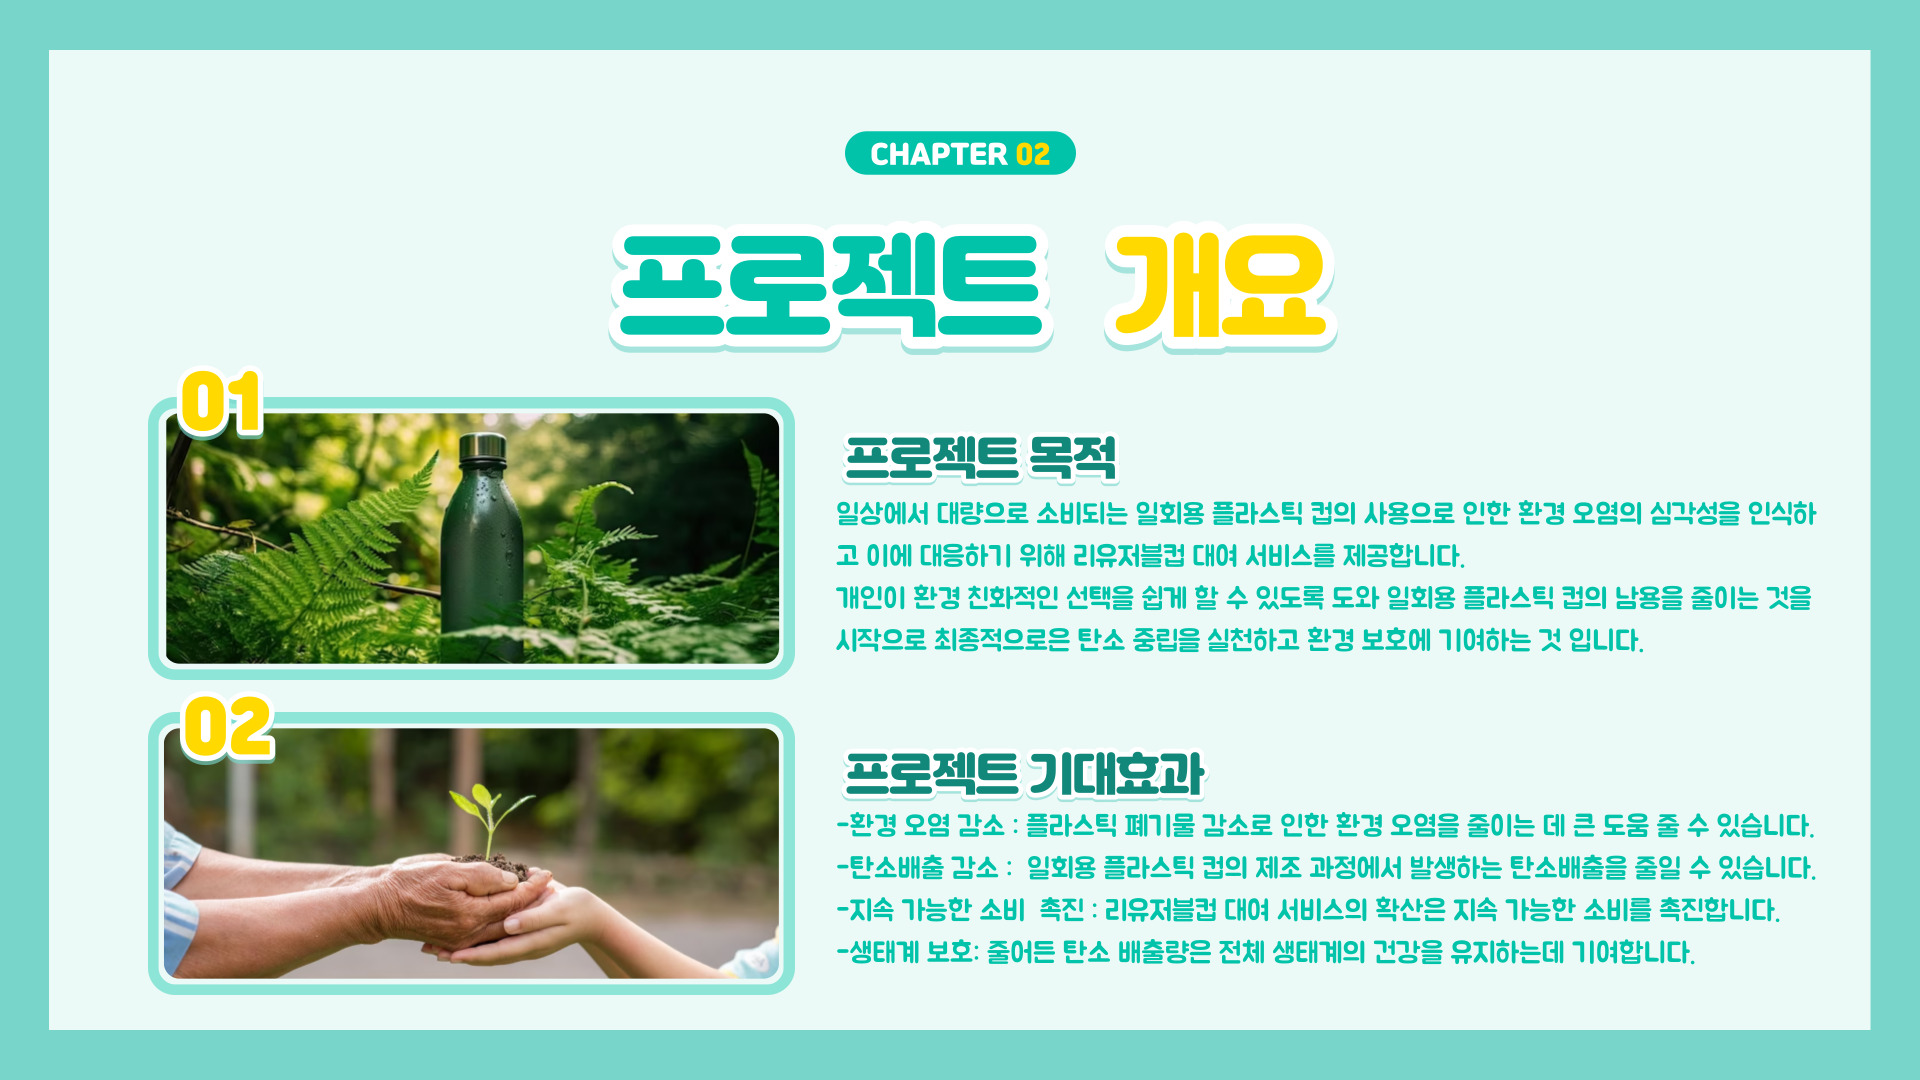 CHAPTER 02
프로젝트 개요
01
프로젝트 목적
일상에서 대량으로 소비되는 일회용 플라스틱 컵의 사용으로 인한 환경 오염의 심각성을 인식하
고 이에 대응하기 위해 리유저블컵 대여 서비스를 제공합니다.
개인이 환경 친화적인 선택을 쉽게 할 수 있도록 도와 일회용 플라스틱 컵의 남용을 줄이는 것을
시작으로 최종적으로은 탄소 중립을 실천하고 환경 보호에 기여하는 것 입니다.
02
프로젝트 기대효과
-환경 오염 감소 : 플라스틱 폐기물 감소로 인한 환경 오염을 줄이는 데 큰 도움 줄 수 있습니다.
-탄소배출 감소 :  일회용 플라스틱 컵의 제조 과정에서 발생하는 탄소배출을 줄일 수 있습니다.
-지속 가능한 소비  촉진 : 리유저블컵 대여 서비스의 확산은 지속 가능한 소비를 촉진합니다.
-생태계 보호: 줄어든 탄소 배출량은 전체 생태계의 건강을 유지하는데 기여합니다.